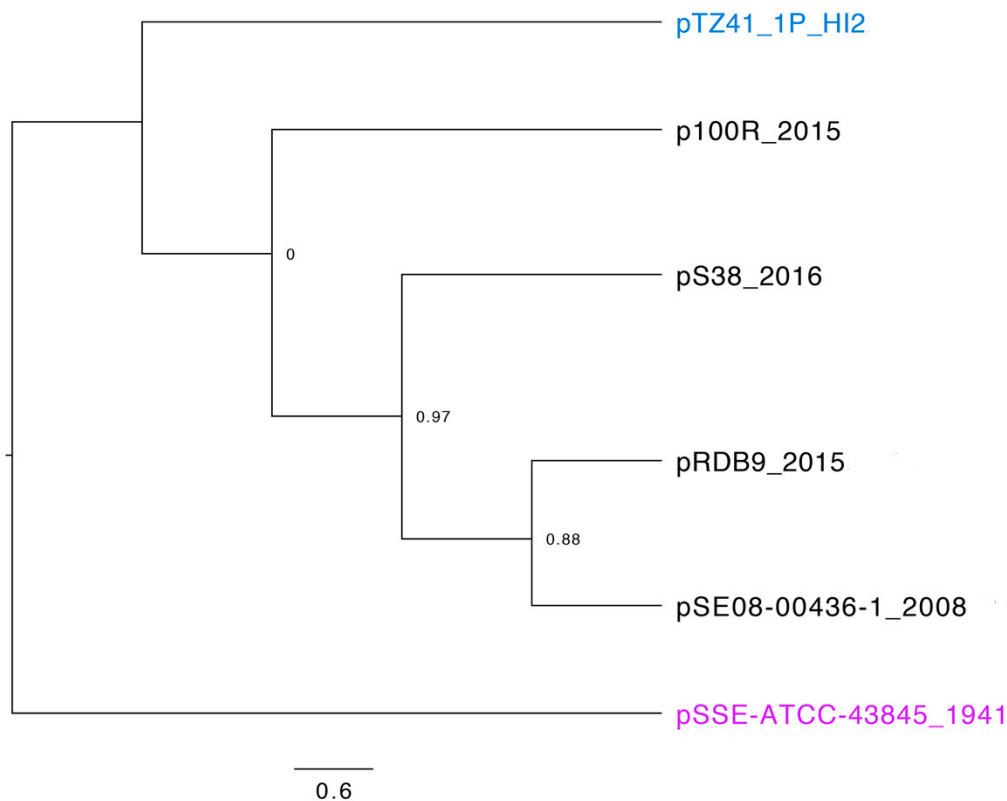 pTZ41_1P_HI2
p100R_2015
0
pS38_2016
0.97
pRDB9_2015
0.88
pSE08-00436-1_2008
pSSE-ATCC-43845_1941
0.6